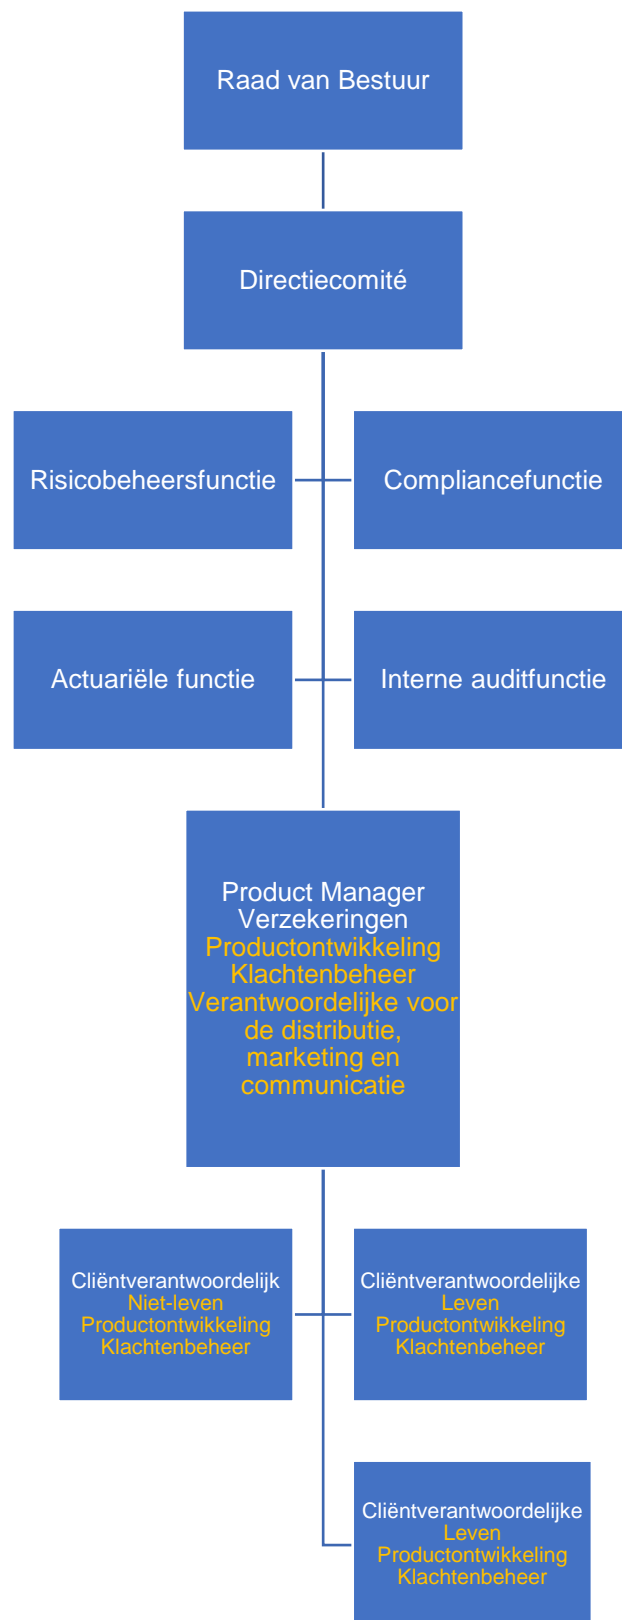 Raad van Bestuur
Directiecomité
Risicobeheersfunctie
Compliancefunctie
Actuariële functie
Interne auditfunctie
Product Manager
Verzekeringen
Productontwikkeling
Klachtenbeheer
Verantwoordelijke voor
de distributie,
marketing en
communicatie
Cliëntverantwoordelijk
Niet-leven
Productontwikkeling
Klachtenbeheer
Cliëntverantwoordelijke
Leven
Productontwikkeling
Klachtenbeheer
Cliëntverantwoordelijke
Leven
Productontwikkeling
Klachtenbeheer